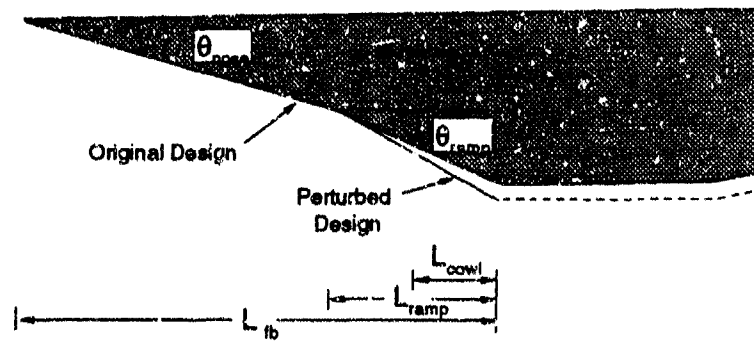 θnose
Original Design
θramp
Perturbed
Design
Lcowl
Lramp
Lfb